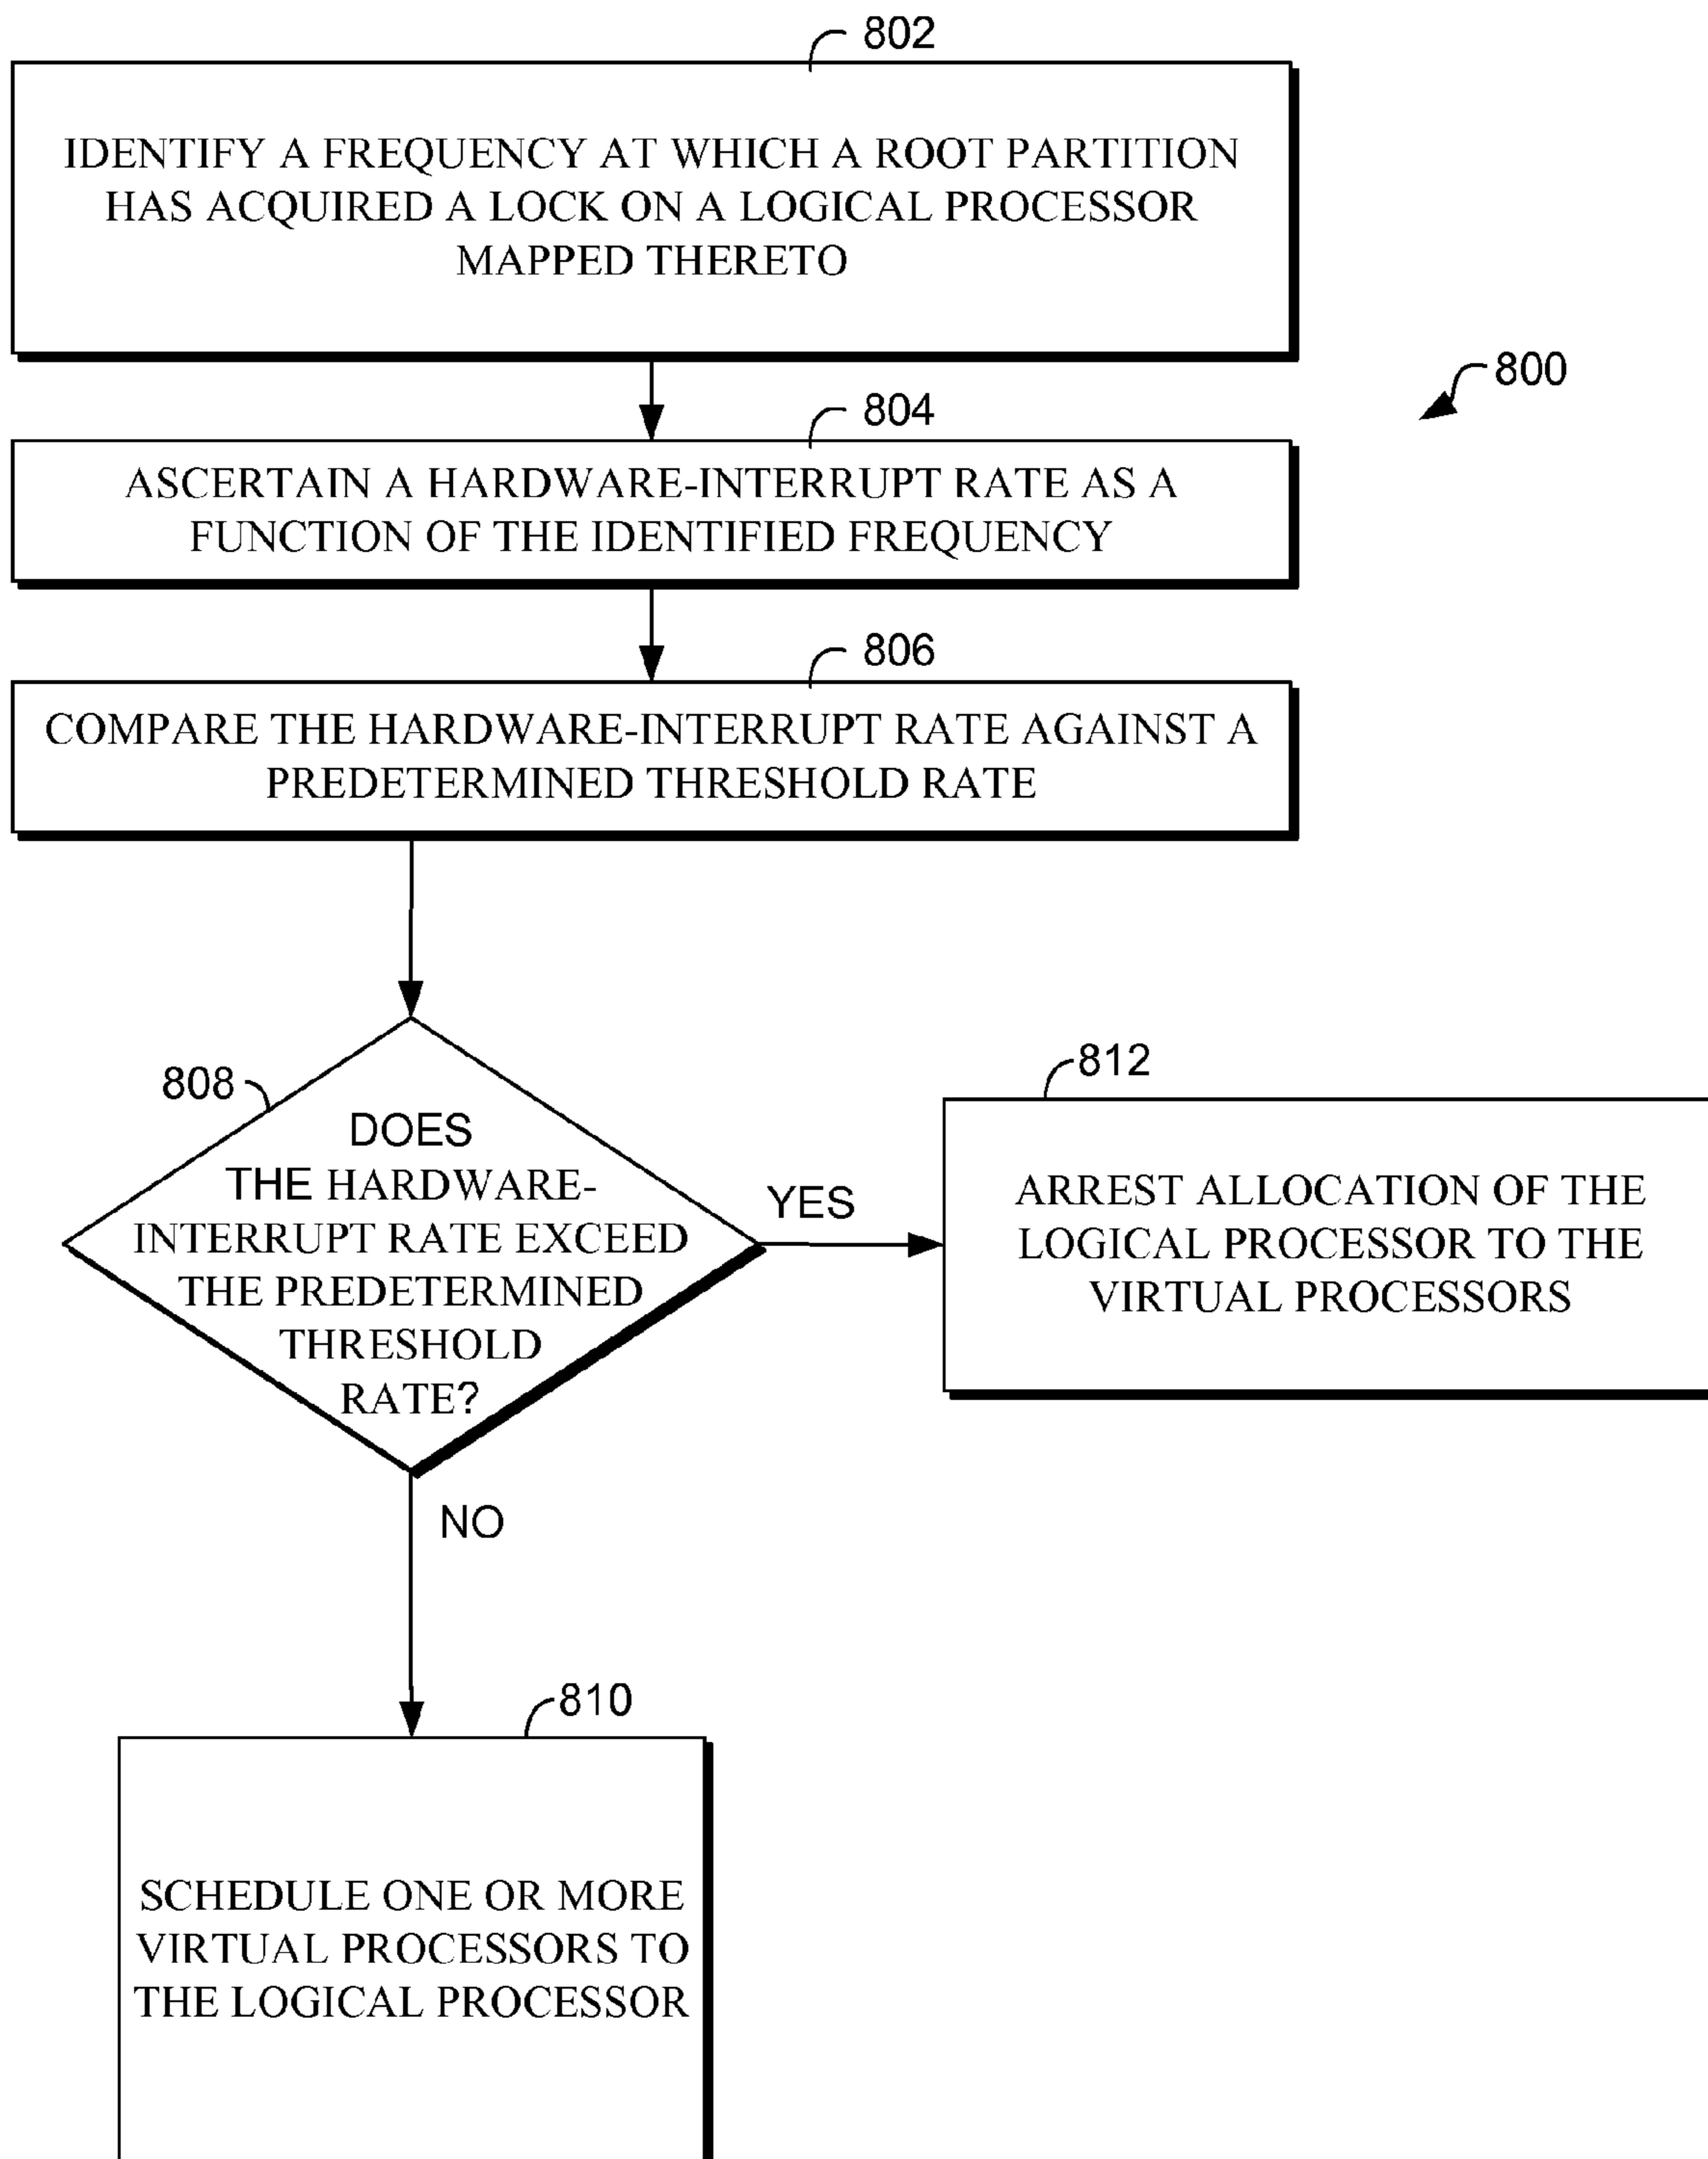 802
IDENTIFY A FREQUENCY AT WHICH A ROOT PARTITION
HAS ACQUIRED A LOCK ON A LOGICAL PROCESSOR
MAPPED THERETO
800
804
ASCERTAIN A HARDWARE-INTERRUPT RATE AS A
FUNCTION OF THE IDENTIFIED FREQUENCY
806
COMPARE THE HARDWARE-INTERRUPT RATE AGAINST A
PREDETERMINED THRESHOLD RATE
808
DOES
THE HARDWARE-
INTERRUPT RATE EXCEED
THE PREDETERMINED
THRESHOLD
RATE?
YES
812
ARREST ALLOCATION OF THE
LOGICAL PROCESSOR TO THE
VIRTUAL PROCESSORS
NO
810
SCHEDULE ONE OR MORE
VIRTUAL PROCESSORS TO
THE LOGICAL PROCESSOR